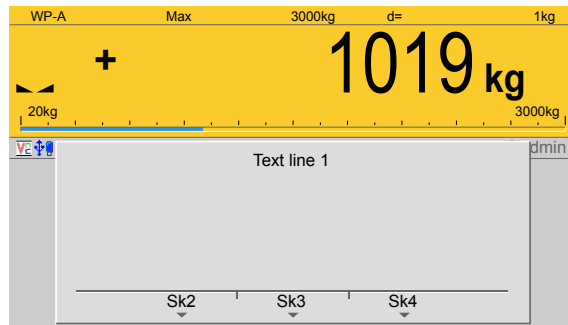 WP-A Max 3000kg d= 1kg
+ 1019 kg
20kg 3000kg
dmin
Text line 1
Sk2 Sk3 Sk4